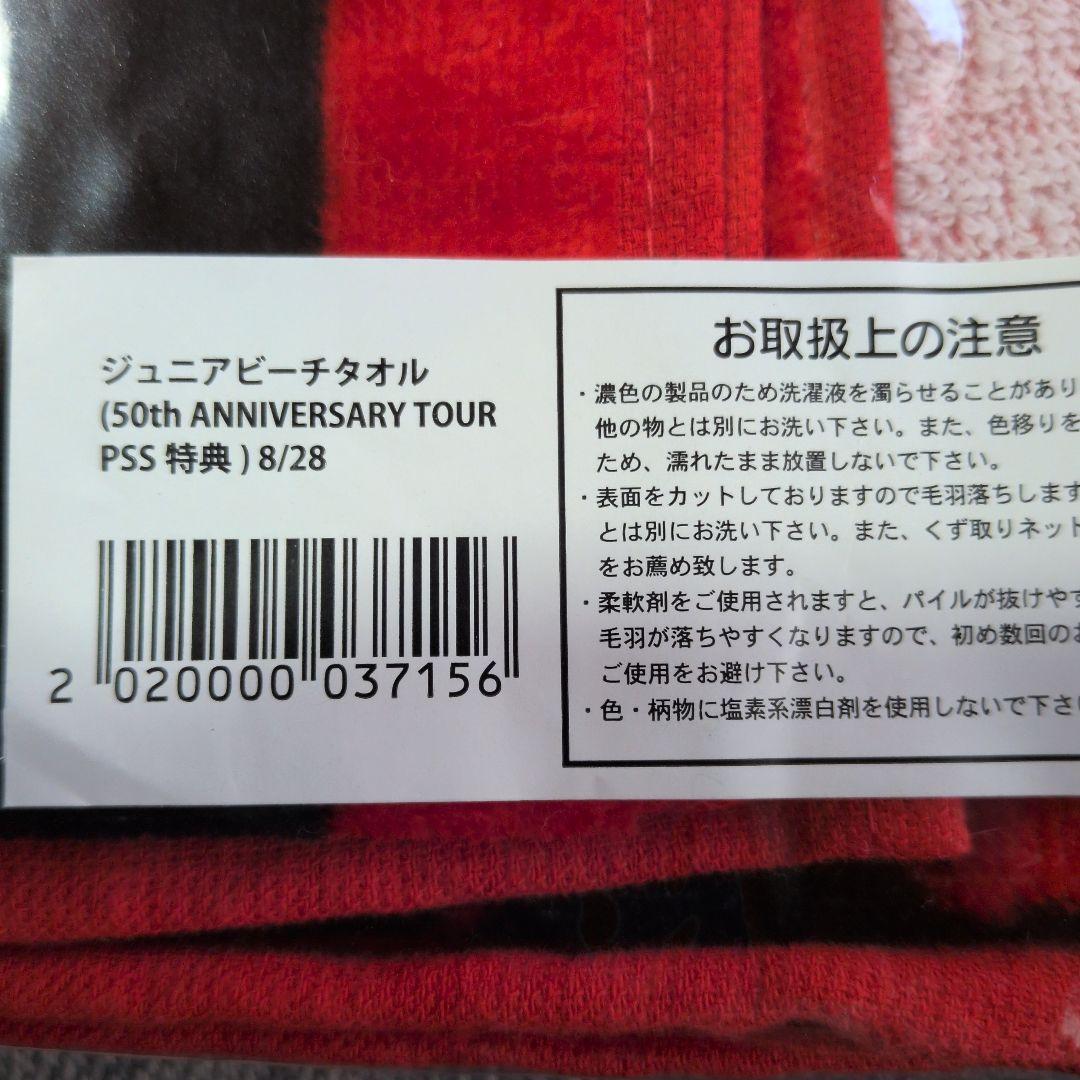 ジュニアビーチタオル
(50th ANNIVERSARY TOUR
PSS 特典 ) 8/28
2 020000 037156
お取扱上の注意
・濃色の製品のため洗濯液を濁らせることがあり
他の物とは別にお洗い下さい。また、色移りを
ため、濡れたまま放置しないで下さい。
・表面をカットしておりますので毛羽落ちします
とは別にお洗い下さい。また、くず取りネット
をお薦め致します。
・柔軟剤をご使用されますと、パイルが抜けやす
毛羽が落ちやすくなりますので、初め数回のお
ご使用をお避け下さい。
・色・柄物に塩素系漂白剤を使用しないで下さい